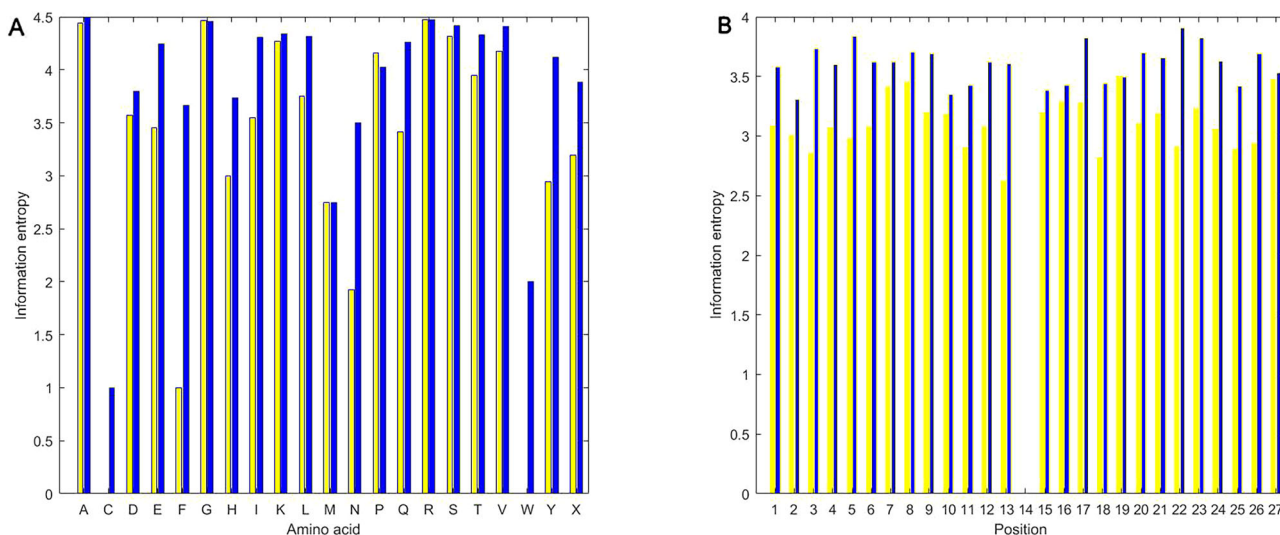 A
4.5
4
3.5
3
2.5
2
1.5
1
0.5
0
Information entropy
A C D E F G H I K L M N P Q R S T V W Y X
Amino acid
B
4
3.5
3
2.5
2
1.5
1
0.5
0
Information entropy
1 2 3 4 5 6 7 8 9 10 11 12 13 14 15 16 17 18 19 20 21 22 23 24 25 26 27
Position